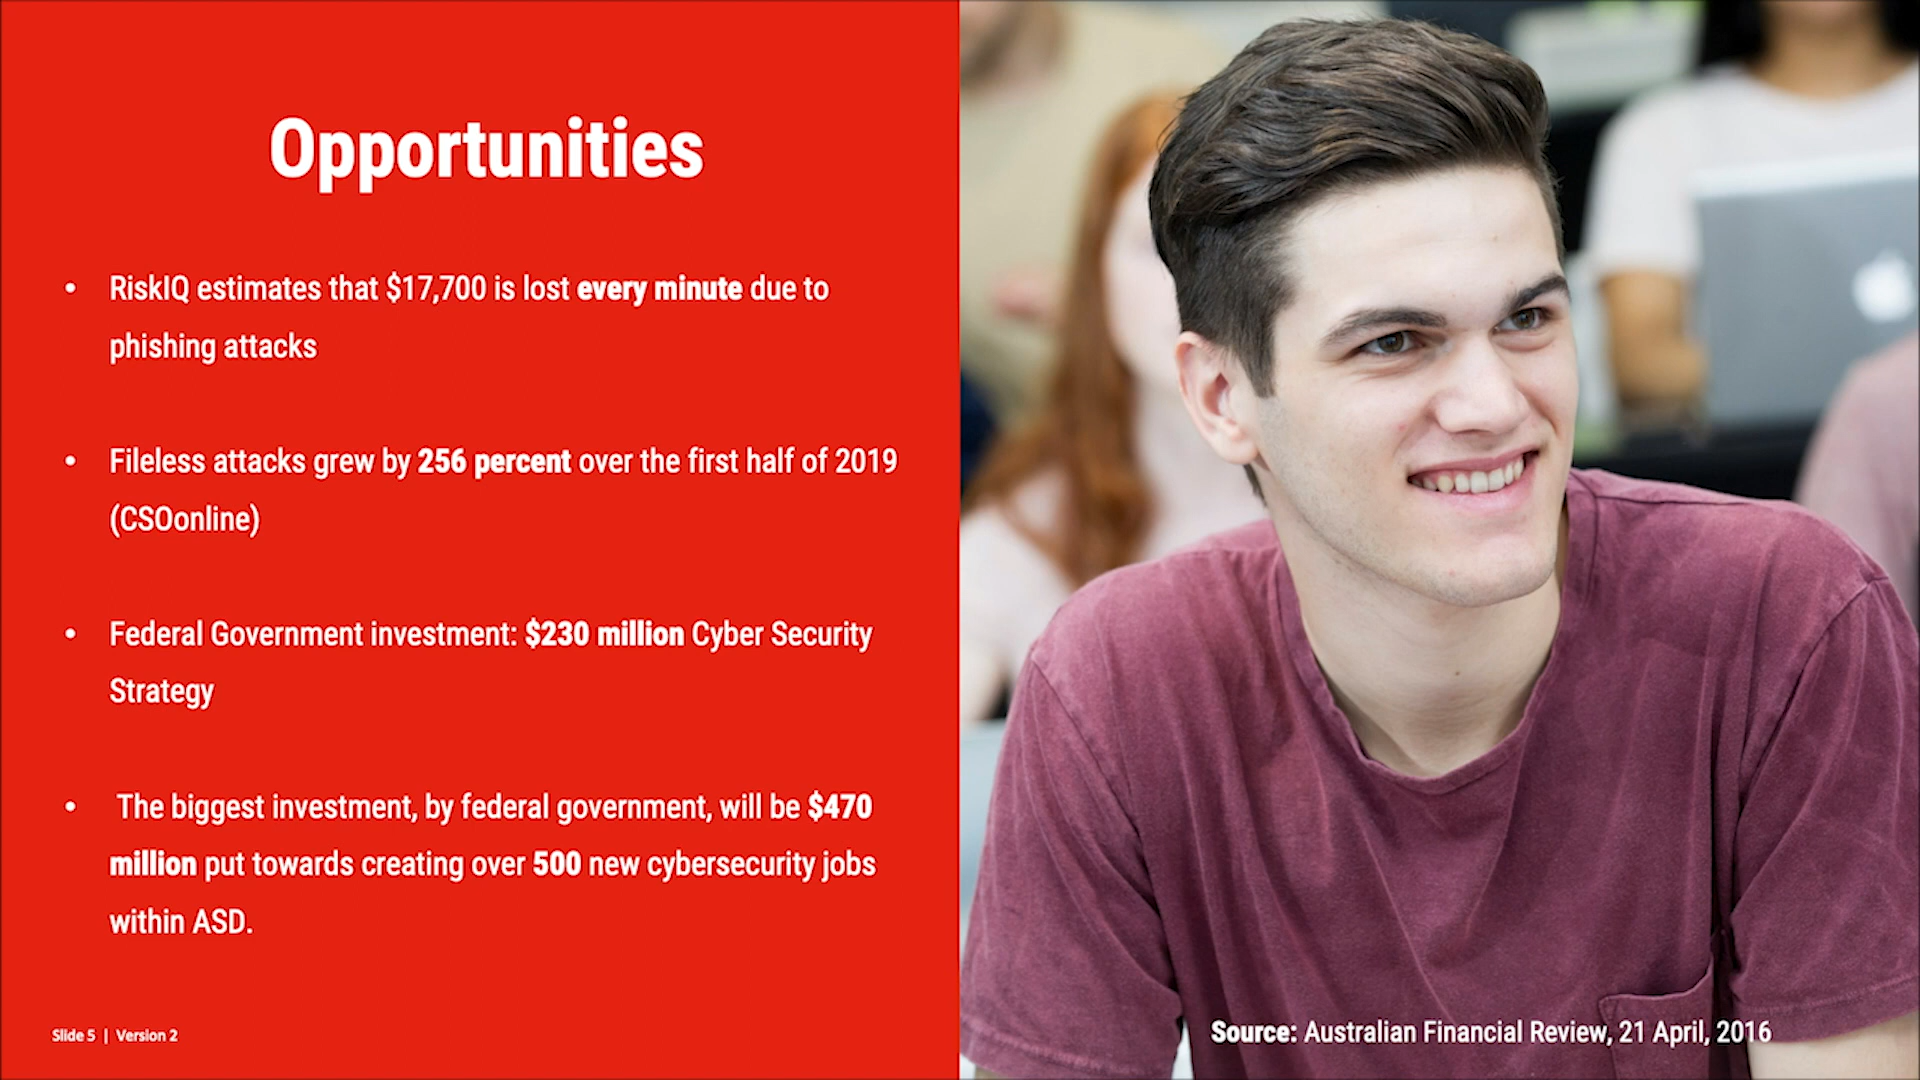 Opportunities
• RiskIQ estimates that $17,700 is lost every minute due to
phishing attacks
• Fileless attacks grew by 256 percent over the first half of 2019
(CSOonline)
• Federal Government investment: $230 million Cyber Security
Strategy
• The biggest investment, by federal government, will be $470
million put towards creating over 500 new cybersecurity jobs
within ASD.
Slide 5 | Version 2
Source: Australian Financial Review, 21 April, 2016